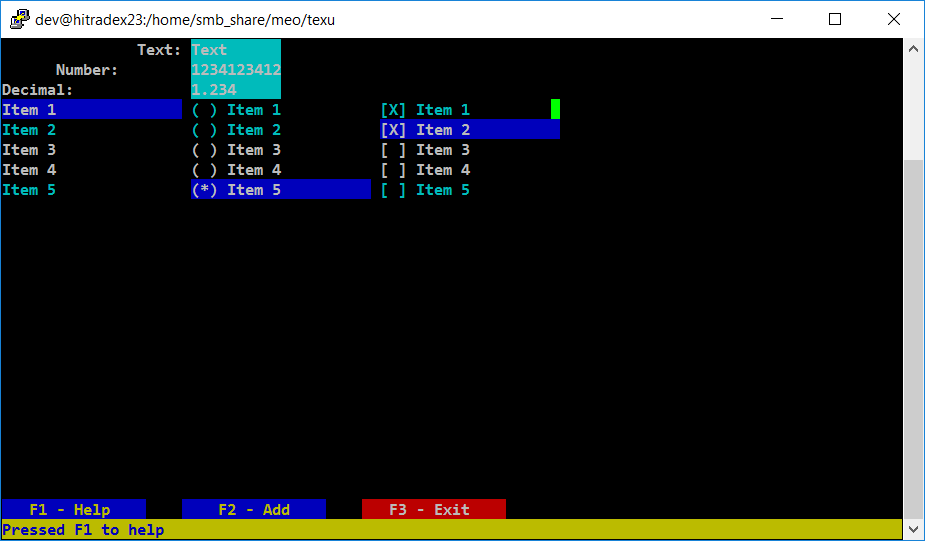 dev@hitradex23:/home/smb_share/meo/texu
Text: Text
Number: 1234123412
Decimal: 1.234
Item 1 ( ) Item 1 [X] Item 1
Item 2 ( ) Item 2 [X] Item 2
Item 3 ( ) Item 3 [ ] Item 3
Item 4 ( ) Item 4 [ ] Item 4
Item 5 (*) Item 5 [ ] Item 5
F1 - Help F2 - Add F3 - Exit
Pressed F1 to help